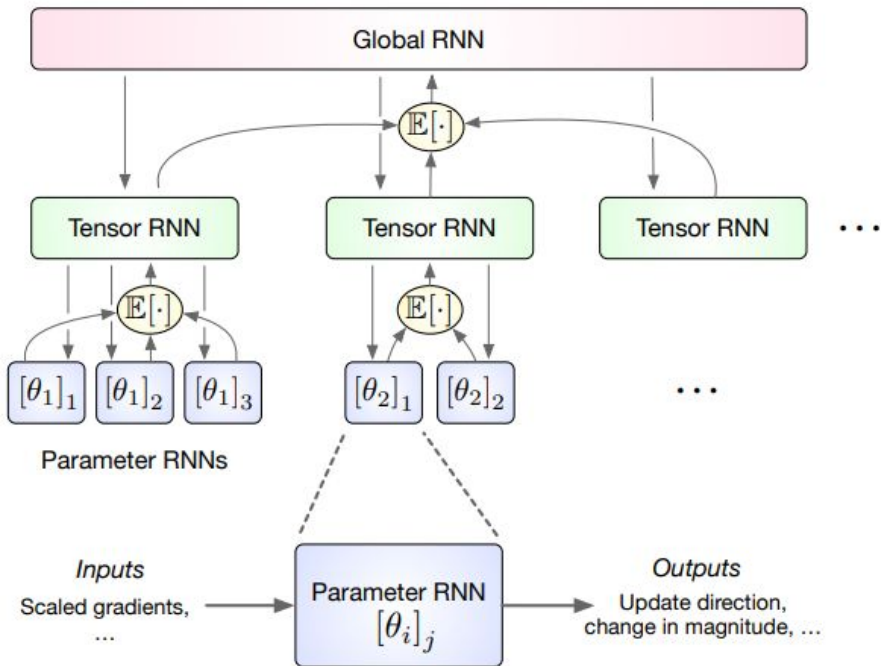 Global RNN
𝔼[·]
Tensor RNN
Tensor RNN
Tensor RNN
...
𝔼[·]
𝔼[·]
[θ₁]₁
[θ₁]₂
[θ₁]₃
[θ₂]₁
[θ₂]₂
...
Parameter RNNs
Inputs
Scaled gradients,
...
Parameter RNN
[θᵢ]ⱼ
Outputs
Update direction,
change in magnitude, ...